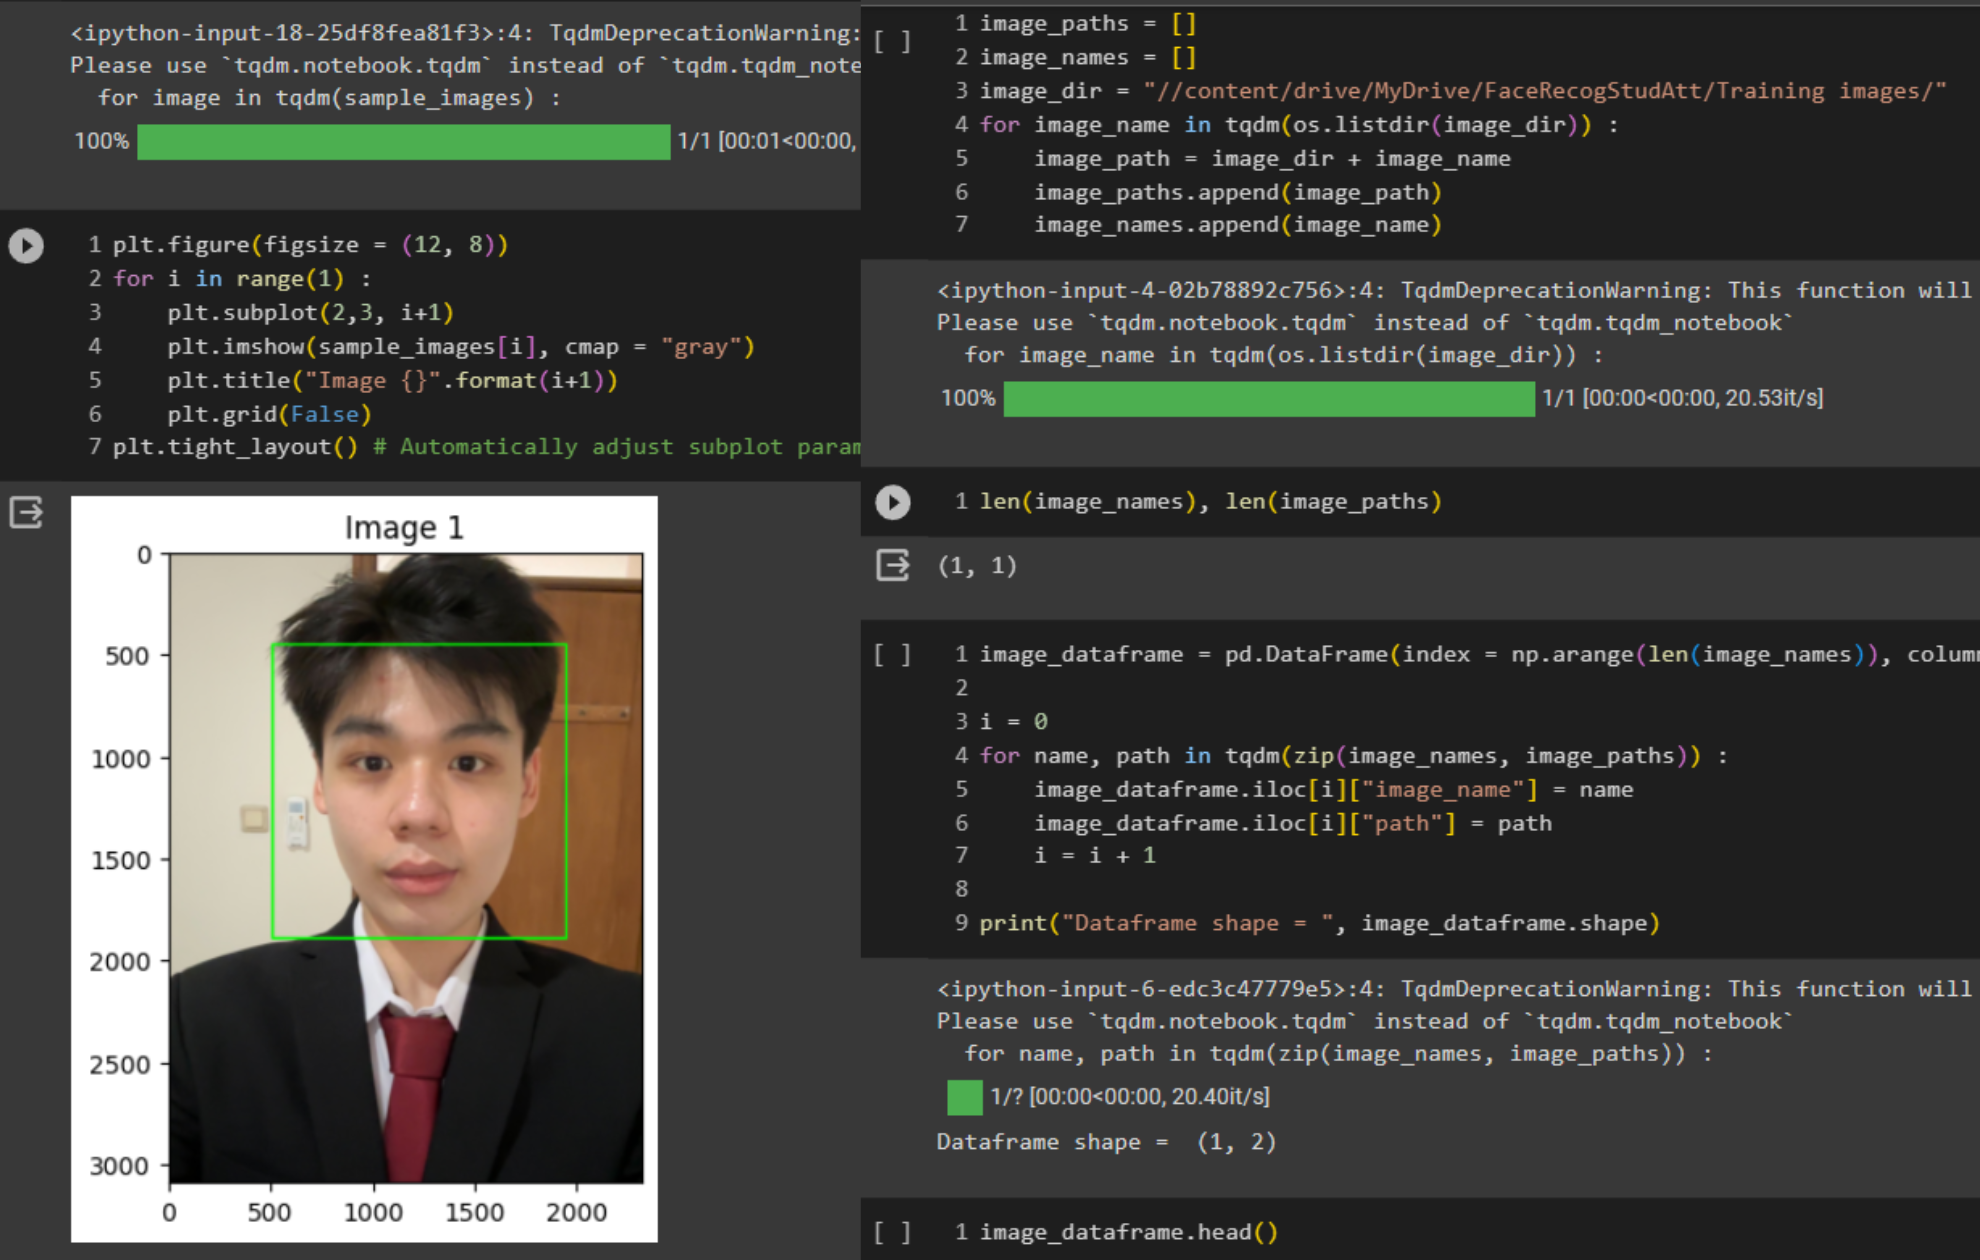 <ipython-input-18-25df8fea81f3>:4: TqdmDeprecationWarning:
Please use `tqdm.notebook.tqdm` instead of `tqdm.tqdm_note
for image in tqdm(sample_images) :
100% 1/1 [00:01<00:00,
1 plt.figure(figsize = (12, 8))
2 for i in range(1) :
3 plt.subplot(2,3, i+1)
4 plt.imshow(sample_images[i], cmap = "gray")
5 plt.title("Image {}".format(i+1))
6 plt.grid(False)
7 plt.tight_layout() # Automatically adjust subplot param
Image 1
0
500
1000
1500
2000
2500
3000
0 500 1000 1500 2000
[ ] 1 image_paths = []
2 image_names = []
3 image_dir = "//content/drive/MyDrive/FaceRecogStudAtt/Training images/"
4 for image_name in tqdm(os.listdir(image_dir)) :
5 image_path = image_dir + image_name
6 image_paths.append(image_path)
7 image_names.append(image_name)
<ipython-input-4-02b78892c756>:4: TqdmDeprecationWarning: This function will
Please use `tqdm.notebook.tqdm` instead of `tqdm.tqdm_notebook`
for image_name in tqdm(os.listdir(image_dir)) :
100% 1/1 [00:00<00:00, 20.53it/s]
1 len(image_names), len(image_paths)
(1, 1)
[ ] 1 image_dataframe = pd.DataFrame(index = np.arange(len(image_names)), colum
2
3 i = 0
4 for name, path in tqdm(zip(image_names, image_paths)) :
5 image_dataframe.iloc[i]["image_name"] = name
6 image_dataframe.iloc[i]["path"] = path
7 i = i + 1
8
9 print("Dataframe shape = ", image_dataframe.shape)
<ipython-input-6-edc3c47779e5>:4: TqdmDeprecationWarning: This function will
Please use `tqdm.notebook.tqdm` instead of `tqdm.tqdm_notebook`
for name, path in tqdm(zip(image_names, image_paths)) :
1/? [00:00<00:00, 20.40it/s]
Dataframe shape = (1, 2)
[ ] 1 image_dataframe.head()